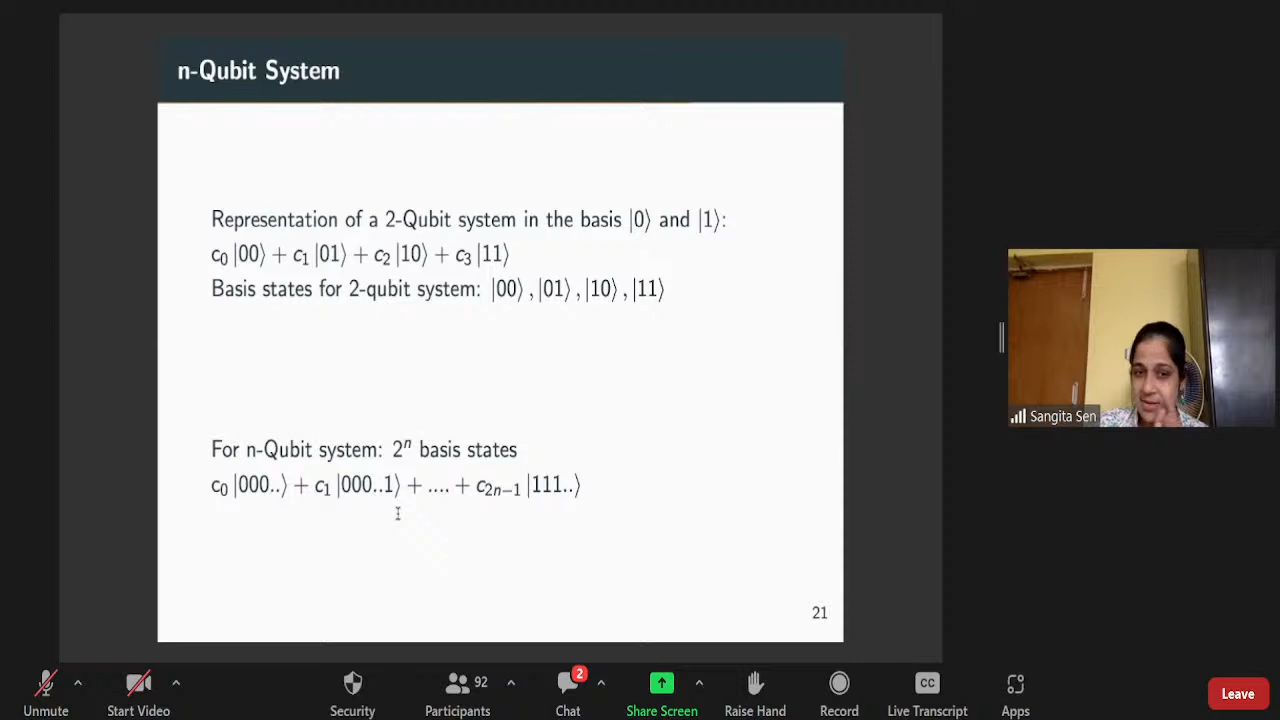 n-Qubit System
Representation of a 2-Qubit system in the basis |0⟩ and |1⟩:
c₀ |00⟩ + c₁ |01⟩ + c₂ |10⟩ + c₃ |11⟩
Basis states for 2-qubit system: |00⟩ , |01⟩ , |10⟩ , |11⟩
For n-Qubit system: 2ⁿ basis states
c₀ |000..⟩ + c₁ |000..1⟩ + .... + c₂ₙ₋₁ |111..⟩
21
Sangita Sen
92
2
Unmute
Start Video
Security
Participants
Chat
Share Screen
Raise Hand
Record
CC
Live Transcript
Apps
Leave